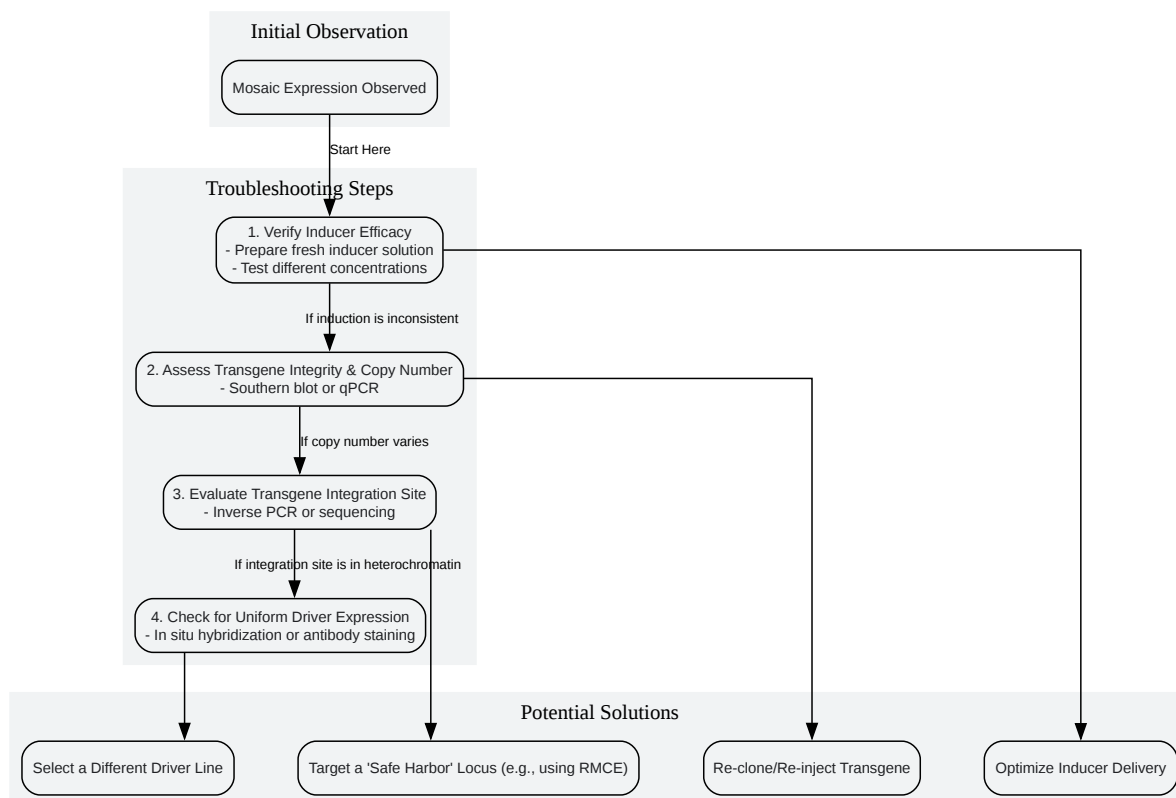 Initial Observation
Mosaic Expression Observed
Start Here
Troubleshooting Steps
1. Verify Inducer Efficacy
- Prepare fresh inducer solution
- Test different concentrations
If induction is inconsistent
2. Assess Transgene Integrity & Copy Number
- Southern blot or qPCR
If copy number varies
3. Evaluate Transgene Integration Site
- Inverse PCR or sequencing
If integration site is in heterochromatin
4. Check for Uniform Driver Expression
- In situ hybridization or antibody staining
Potential Solutions
Select a Different Driver Line
Target a 'Safe Harbor' Locus (e.g., using RMCE)
Re-clone/Re-inject Transgene
Optimize Inducer Delivery